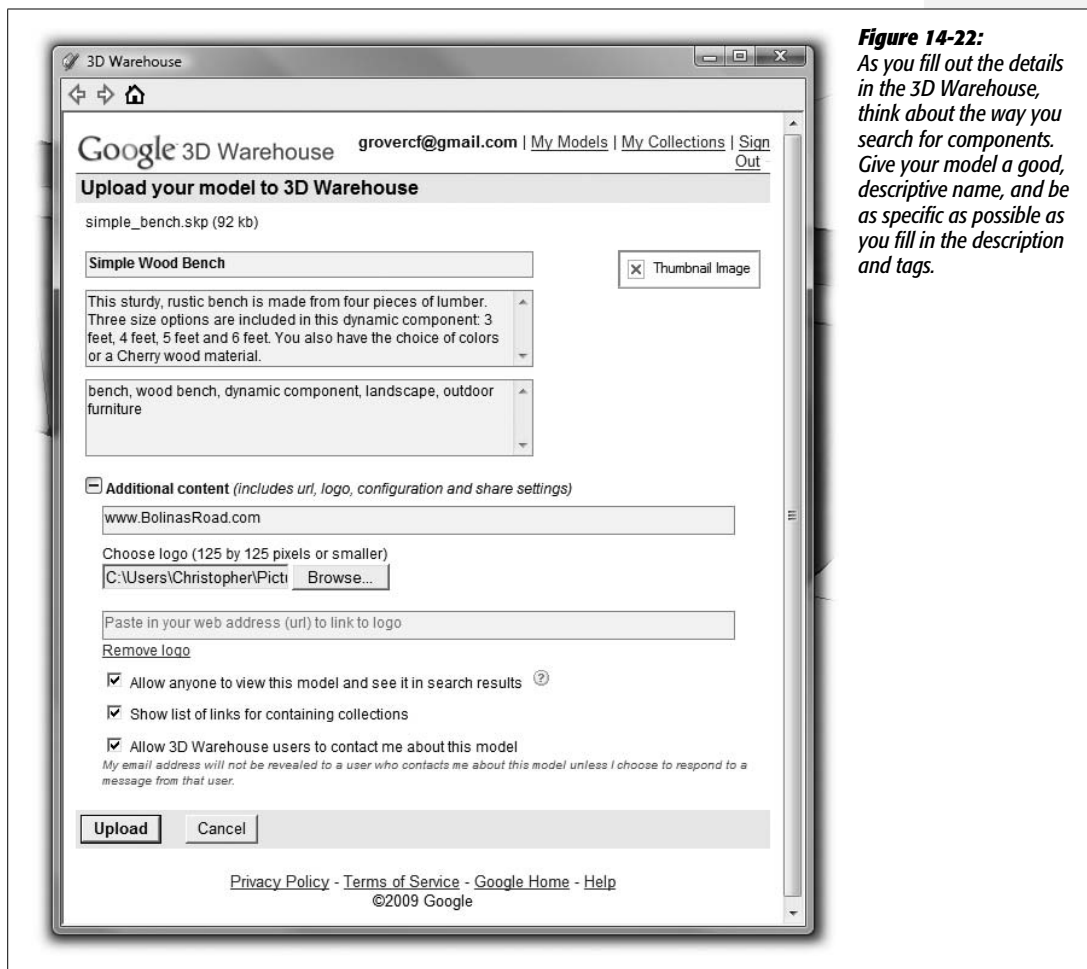 3D Warehouse
Google 3D Warehouse
grovercf@gmail.com | My Models | My Collections | Sign
Out
Upload your model to 3D Warehouse
simple_bench.skp (92 kb)
Simple Wood Bench
Thumbnail Image
This sturdy, rustic bench is made from four pieces of lumber.
Three size options are included in this dynamic component: 3
feet, 4 feet, 5 feet and 6 feet. You also have the choice of colors
or a Cherry wood material.
bench, wood bench, dynamic component, landscape, outdoor
furniture
Additional content (includes url, logo, configuration and share settings)
www.BolinasRoad.com
Choose logo (125 by 125 pixels or smaller)
C:\Users\Christopher\Pictu Browse...
Paste in your web address (url) to link to logo
Remove logo
Allow anyone to view this model and see it in search results ?
Show list of links for containing collections
Allow 3D Warehouse users to contact me about this model
My email address will not be revealed to a user who contacts me about this model unless I choose to respond to a
message from that user.
Upload Cancel
Privacy Policy - Terms of Service - Google Home - Help
©2009 Google
Figure 14-22:
As you fill out the details
in the 3D Warehouse,
think about the way you
search for components.
Give your model a good,
descriptive name, and be
as specific as possible as
you fill in the description
and tags.